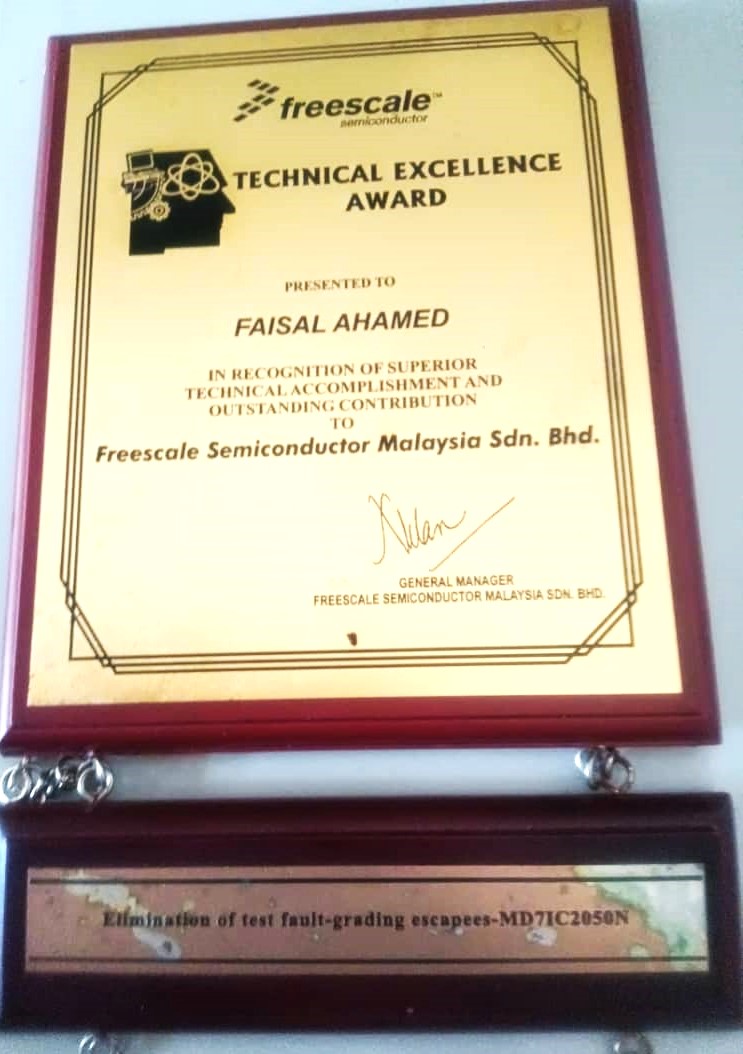 freescale™
semiconductor
TECHNICAL EXCELLENCE
AWARD
PRESENTED TO
FAISAL AHAMED
IN RECOGNITION OF SUPERIOR
TECHNICAL ACCOMPLISHMENT AND
OUTSTANDING CONTRIBUTION
TO
Freescale Semiconductor Malaysia Sdn. Bhd.
GENERAL MANAGER
FREESCALE SEMICONDUCTOR MALAYSIA SDN. BHD.
Elimination of test fault-grading escapees-MD7IC2050N